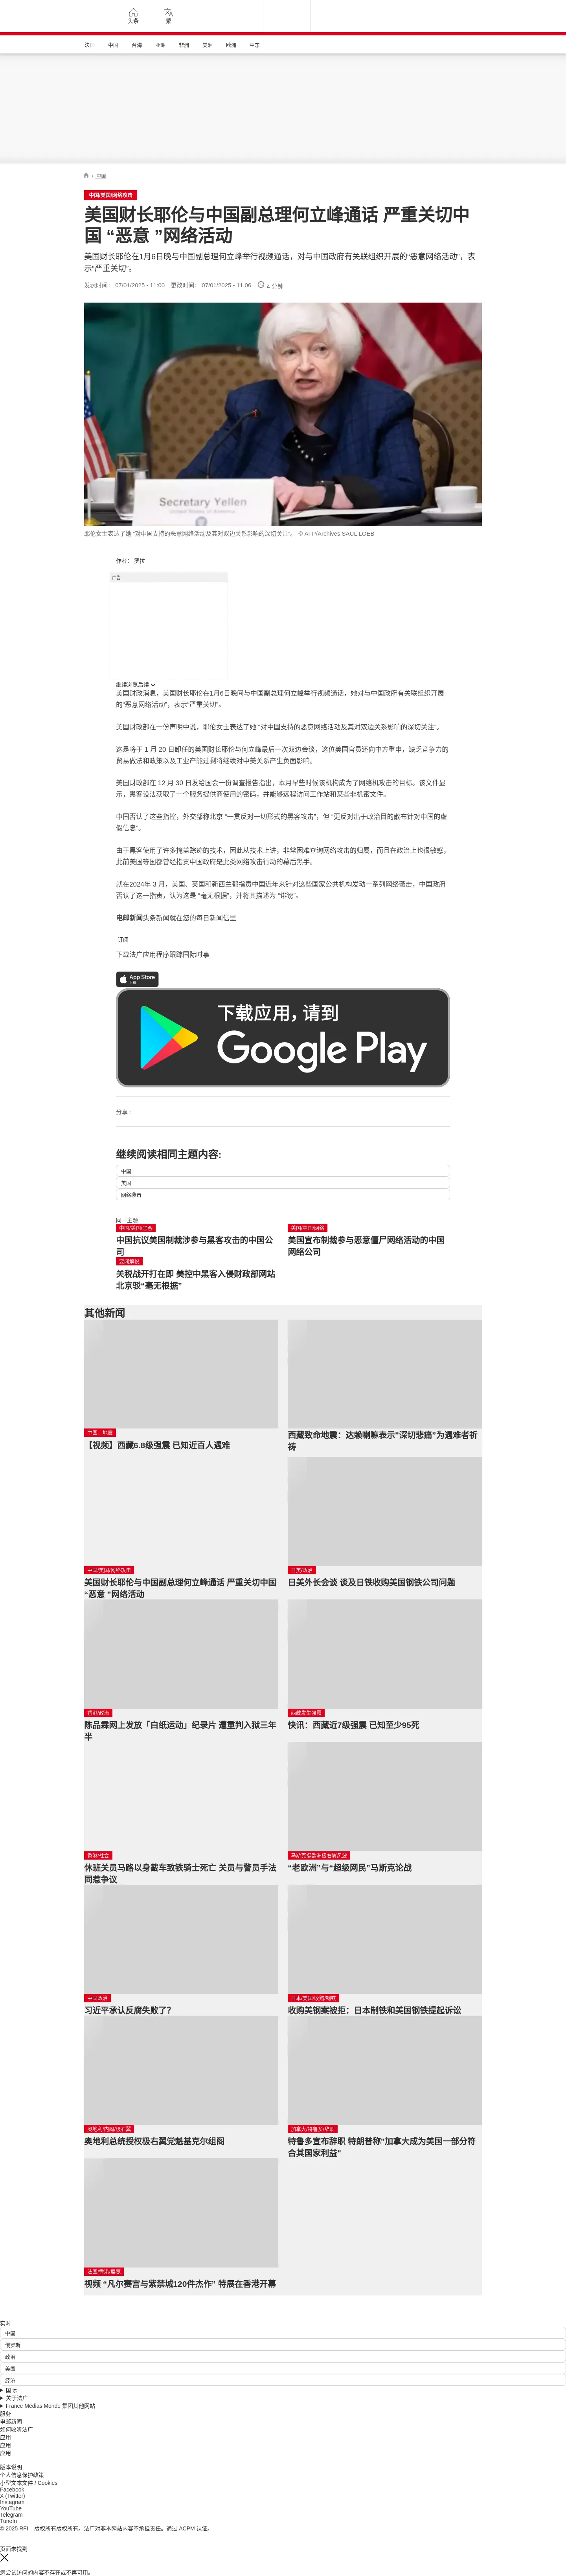 头条
繁
法国 中国 台海 亚洲 非洲 美洲 欧洲 中东
/ 中国
中国/美国/网络攻击
美国财长耶伦与中国副总理何立峰通话 严重关切中
国 “恶意 ”网络活动
美国财长耶伦在1月6日晚与中国副总理何立峰举行视频通话，对与中国政府有关联组织开展的“恶意网络活动”，表
示“严重关切”。
发表时间： 07/01/2025 - 11:00 更改时间： 07/01/2025 - 11:06 4 分钟
Secretary Yellen
耶伦女士表达了她 “对中国支持的恶意网络活动及其对双边关系影响的深切关注”。 © AFP/Archives SAUL LOEB
作者： 罗拉
广告
继续浏览后续
美国财政消息，美国财长耶伦在1月6日晚间与中国副总理何立峰举行视频通话，她对与中国政府有关联组织开展
的“恶意网络活动”，表示“严重关切”。
美国财政部在一份声明中说，耶伦女士表达了她 “对中国支持的恶意网络活动及其对双边关系影响的深切关注”。
这是将于 1 月 20 日卸任的美国财长耶伦与何立峰最后一次双边会谈，这位美国官员还向中方重申，缺乏竞争力的
贸易做法和政策以及工业产能过剩将继续对中美关系产生负面影响。
美国财政部在 12 月 30 日发给国会一份调查报告指出，本月早些时候该机构成为了网络机攻击的目标。该文件显
示，黑客设法获取了一个服务提供商使用的密码，并能够远程访问工作站和某些非机密文件。
中国否认了这些指控，外交部称北京 “一贯反对一切形式的黑客攻击”，但 “更反对出于政治目的散布针对中国的虚
假信息”。
由于黑客使用了许多掩盖踪迹的技术，因此从技术上讲，非常困难查询网络攻击的归属，而且在政治上也很敏感，
此前美国等国都曾经指责中国政府是此类网络攻击行动的幕后黑手。
就在2024年 3 月，美国、英国和新西兰都指责中国近年来针对这些国家公共机构发动一系列网络袭击，中国政府
否认了这一指责，认为这是 “毫无根据”，并将其描述为 “诽谤”。
电邮新闻头条新闻就在您的每日新闻信里
订阅
下载法广应用程序跟踪国际时事
App Store
下载
下载应用，请到
Google Play
分享 :
继续阅读相同主题内容:
中国
美国
网络袭击
同一主题
中国/美国/黑客
中国抗议美国制裁涉参与黑客攻击的中国公
司
美国/中国/网络
美国宣布制裁参与恶意僵尸网络活动的中国
网络公司
要闻解说
关税战开打在即 美控中黑客入侵财政部网站
北京驳“毫无根据”
其他新闻
中国、地震
【视频】西藏6.8级强震 已知近百人遇难
西藏致命地震：达赖喇嘛表示"深切悲痛"为遇难者祈
祷
中国/美国/网络攻击
美国财长耶伦与中国副总理何立峰通话 严重关切中国
“恶意 ”网络活动
日美/政治
日美外长会谈 谈及日铁收购美国钢铁公司问题
香港/政治
陈品霖网上发放「白纸运动」纪录片 遭重判入狱三年
半
西藏发生强震
快讯：西藏近7级强震 已知至少95死
香港/社会
休班关员马路以身截车致铁骑士死亡 关员与警员手法
同惹争议
马斯克挺欧洲极右翼风波
“老欧洲”与“超级网民”马斯克论战
中国政治
习近平承认反腐失败了?
日本/美国/收购/钢铁
收购美钢案被拒：日本制铁和美国钢铁提起诉讼
奥地利/内阁/极右翼
奥地利总统授权极右翼党魁基克尔组阁
加拿大/特鲁多/辞职
特鲁多宣布辞职 特朗普称"加拿大成为美国一部分符
合其国家利益"
法国/香港/展览
视频 “凡尔赛宫与紫禁城120件杰作” 特展在香港开幕
实时
中国
俄罗斯
政治
美国
经济
国际
关于法广
France Médias Monde 集团其他网站
服务
电邮新闻
如何收听法广
应用
应用
应用
版本说明
个人信息保护政策
小型文本文件 / Cookies
Facebook
X (Twitter)
Instagram
YouTube
Telegram
TuneIn
© 2025 RFI – 版权所有版权所有。法广对非本网站内容不承担责任。通过 ACPM 认证。
页面未找到
您尝试访问的内容不存在或不再可用。